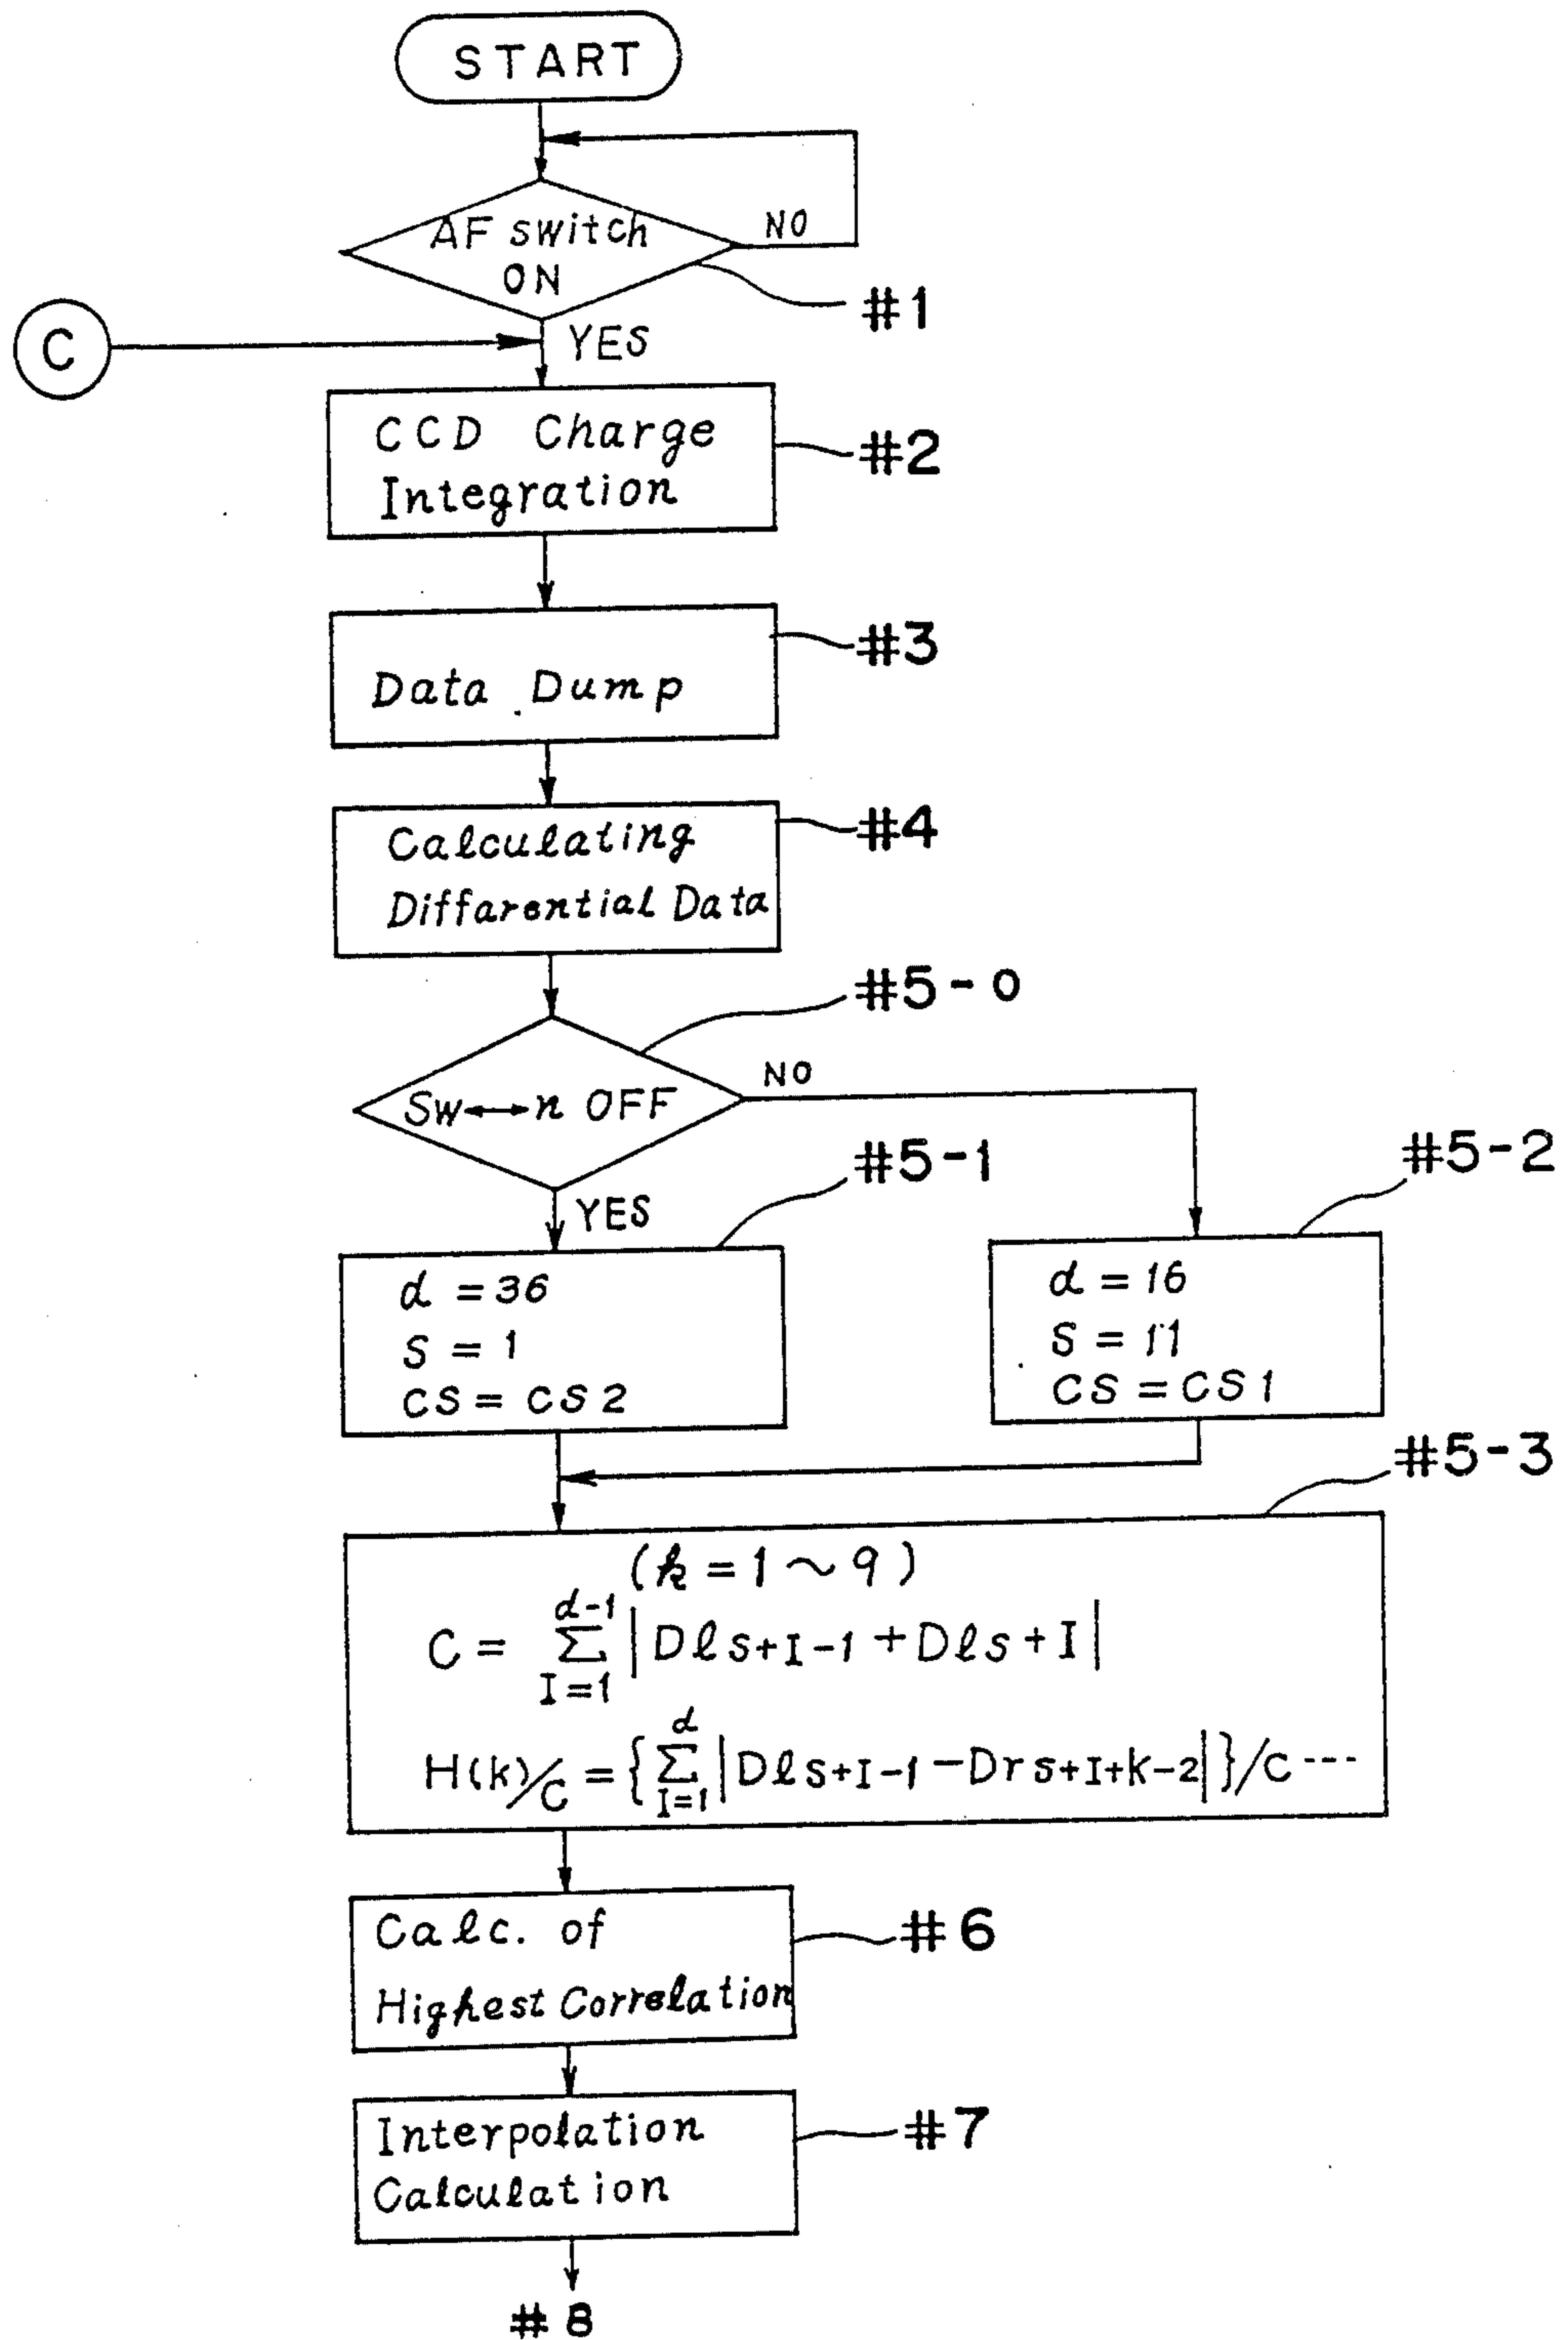 START
AF switch
ON
NO
#1
C
YES
CCD Charge
Integration
#2
Data Dump
#3
Calculating
Differential Data
#4
#5-0
Sw↔n OFF
NO
YES
#5-1
d = 36
S = 1
CS = CS2
#5-2
d = 16
S = 11
CS = CS1
#5-3
(k = 1 ~ 9)
C = d-1 Σ I=1 | Dℓs+I-1 + Dℓs+I |
H(k)/C = { d Σ I=1 | Dℓs+I-1 - Drs+I+k-2 | }/C ---
Calc. of
Highest Correlation
#6
Interpolation
Calculation
#7
#8